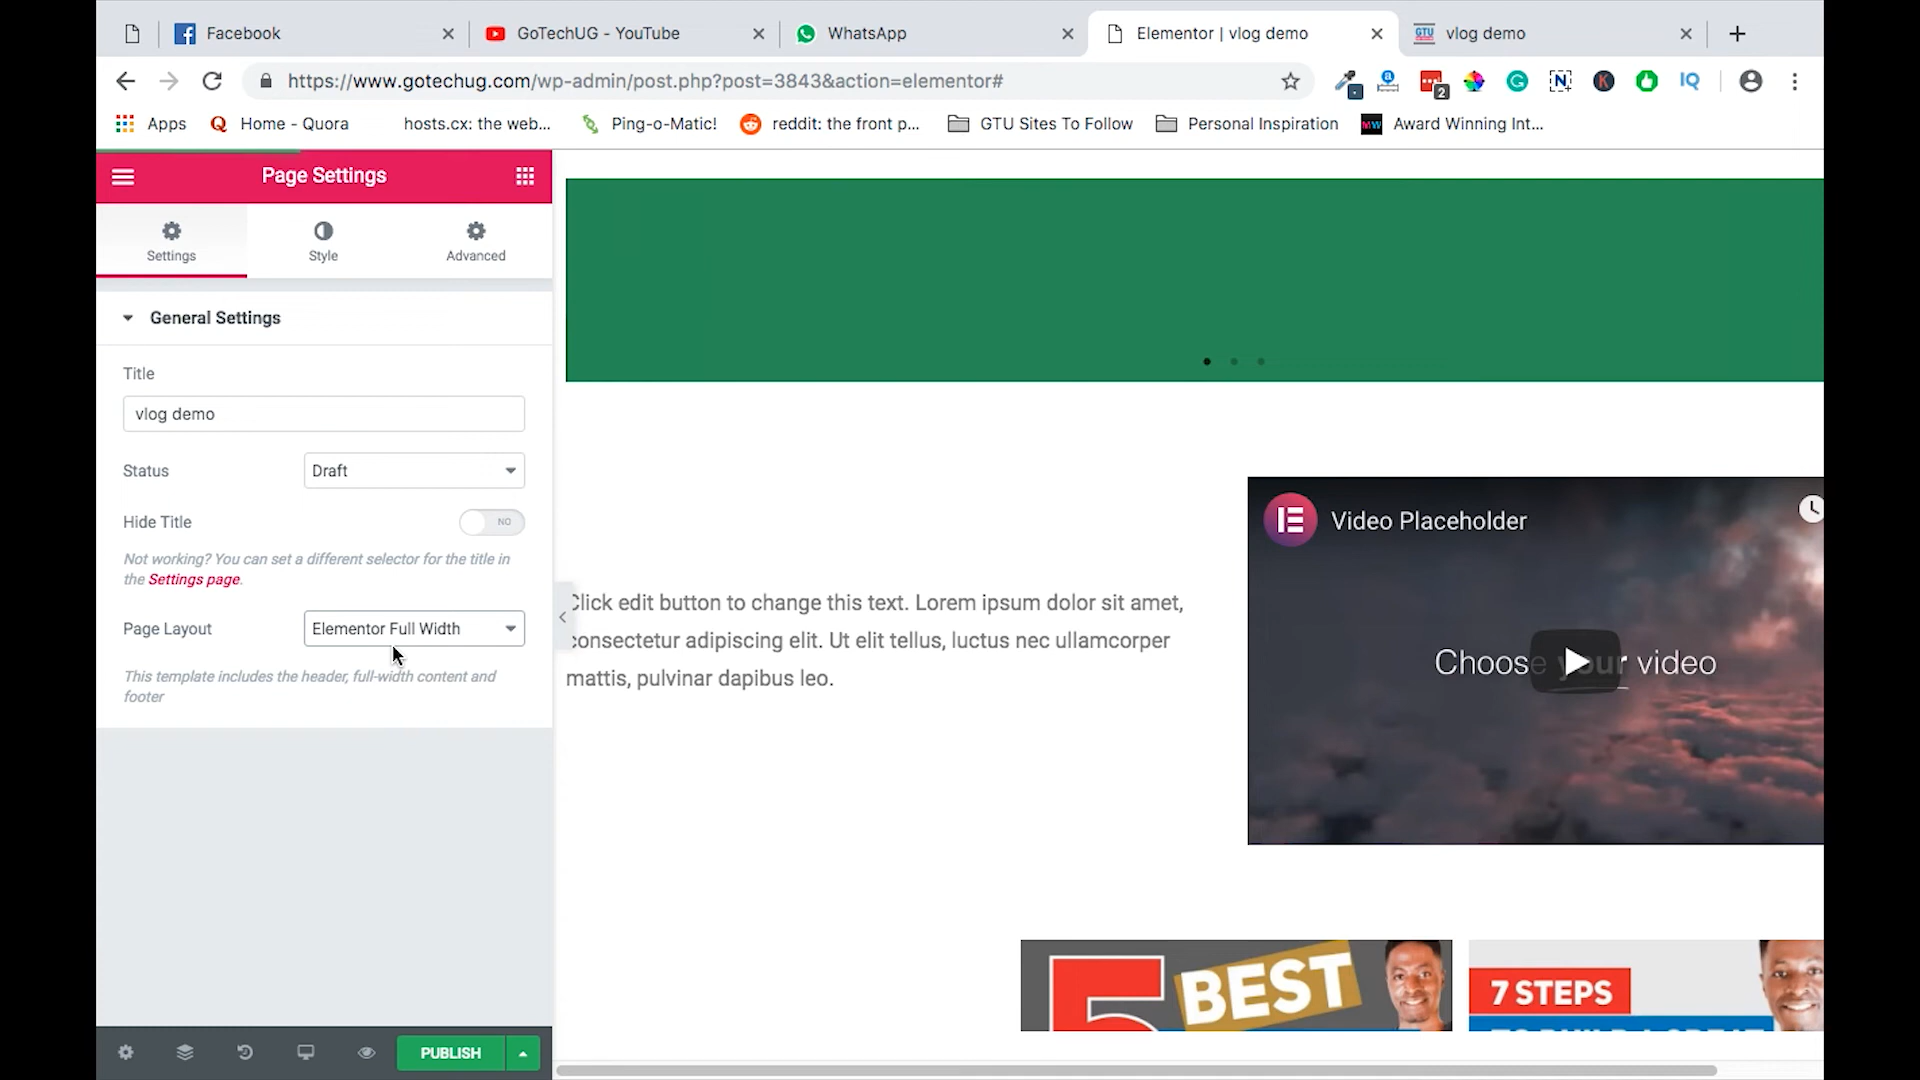 Facebook
GoTechUG - YouTube
WhatsApp
Elementor | vlog demo
GTU vlog demo
https://www.gotechug.com/wp-admin/post.php?post=3843&action=elementor#
2
G
N
K
IQ
Apps
Q Home - Quora
hosts.cx: the web...
Ping-o-Matic!
reddit: the front p...
GTU Sites To Follow
Personal Inspiration
Award Winning Int...
Page Settings
Settings
Style
Advanced
General Settings
Title
vlog demo
Status
Draft
Hide Title
NO
Not working? You can set a different selector for the title in
the Settings page.
Page Layout
Elementor Full Width
This template includes the header, full-width content and
footer
PUBLISH
Video Placeholder
Choose your video
Click edit button to change this text. Lorem ipsum dolor sit amet,
consectetur adipiscing elit. Ut elit tellus, luctus nec ullamcorper
mattis, pulvinar dapibus leo.
5 BEST
7 STEPS